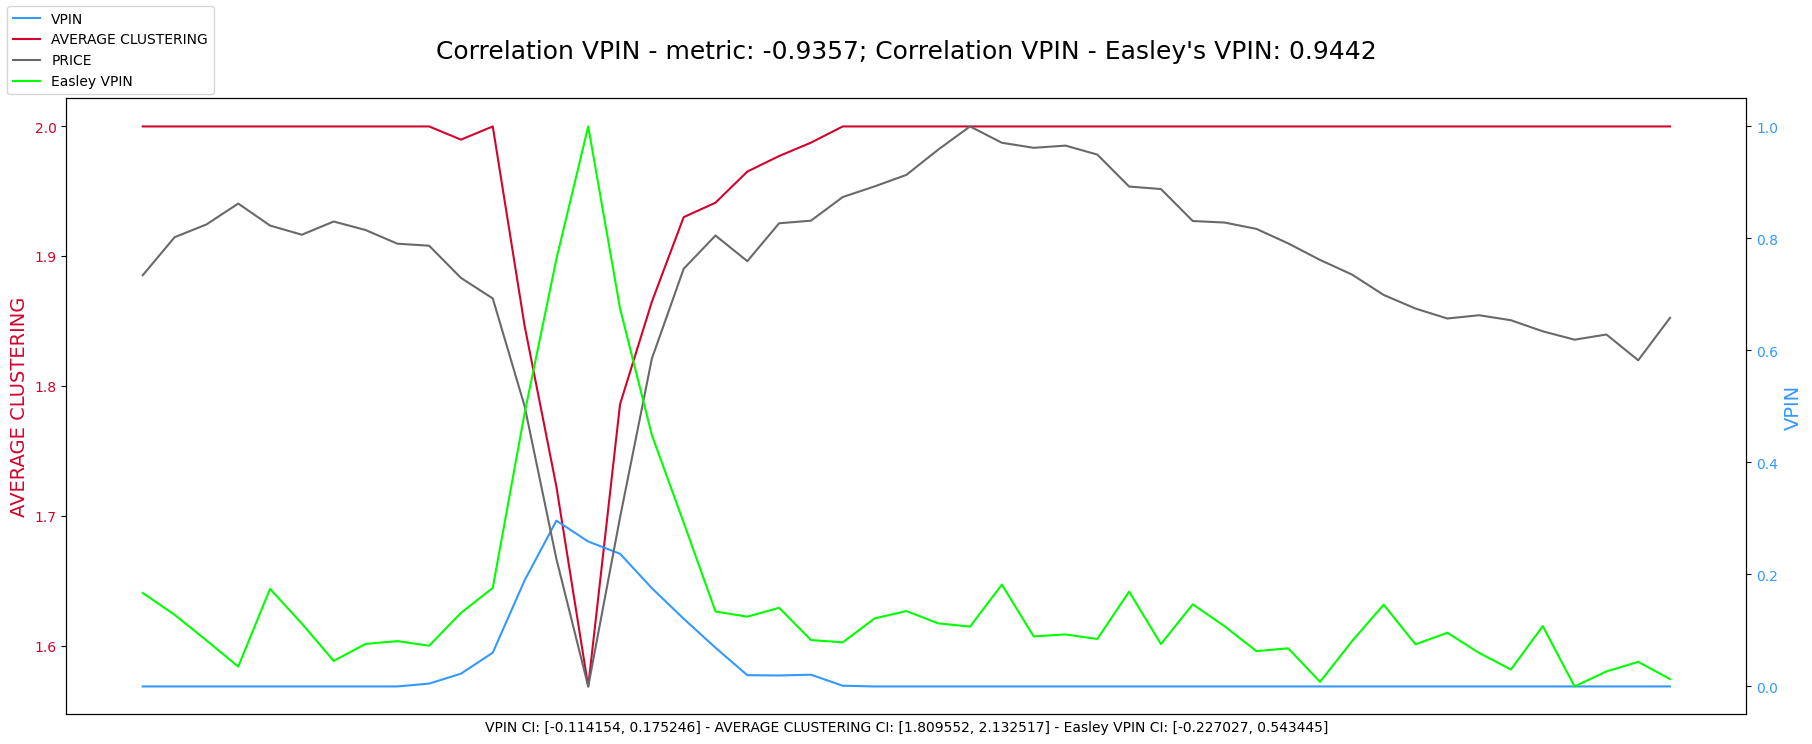 VPIN
AVERAGE CLUSTERING
PRICE
Easley VPIN
Correlation VPIN - metric: -0.9357; Correlation VPIN - Easley's VPIN: 0.9442
2.0
1.9
1.8
1.7
1.6
AVERAGE CLUSTERING
1.0
0.8
0.6
0.4
0.2
0.0
VPIN
VPIN CI: [-0.114154, 0.175246] - AVERAGE CLUSTERING CI: [1.809552, 2.132517] - Easley VPIN CI: [-0.227027, 0.543445]